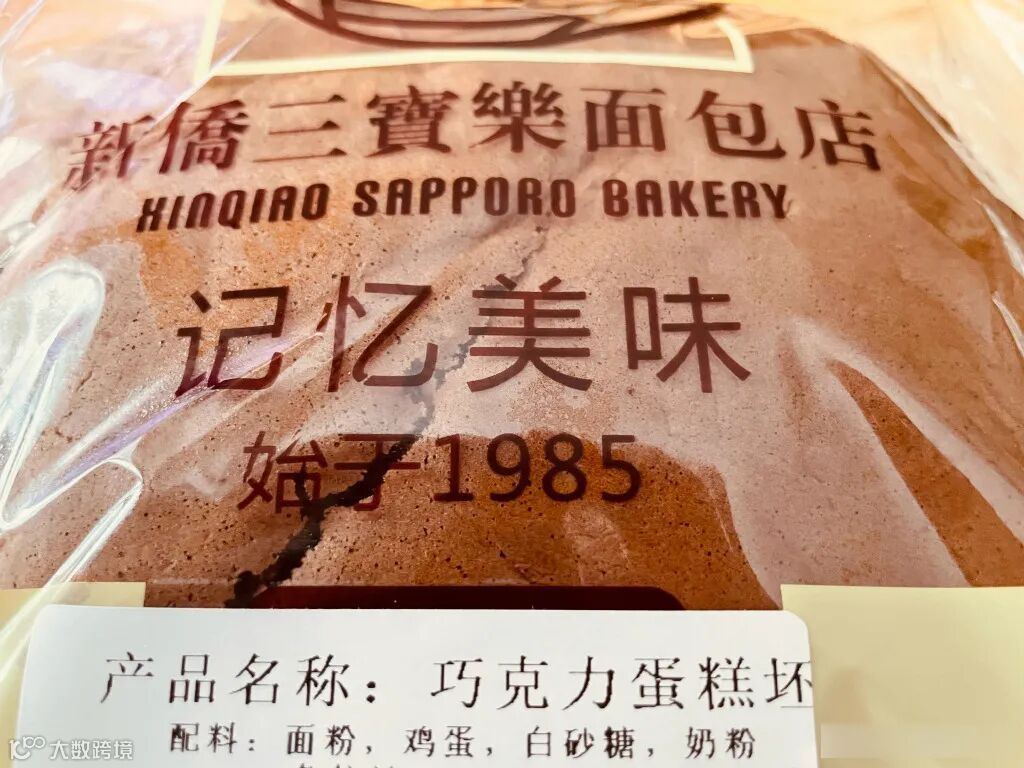 新僑三寶樂面包店
XINQIAO SAPPORO BAKERY
记忆美味
始于1985
产品名称：巧克力蛋糕坯
配料：面粉，鸡蛋，白砂糖，奶粉
大数跨境